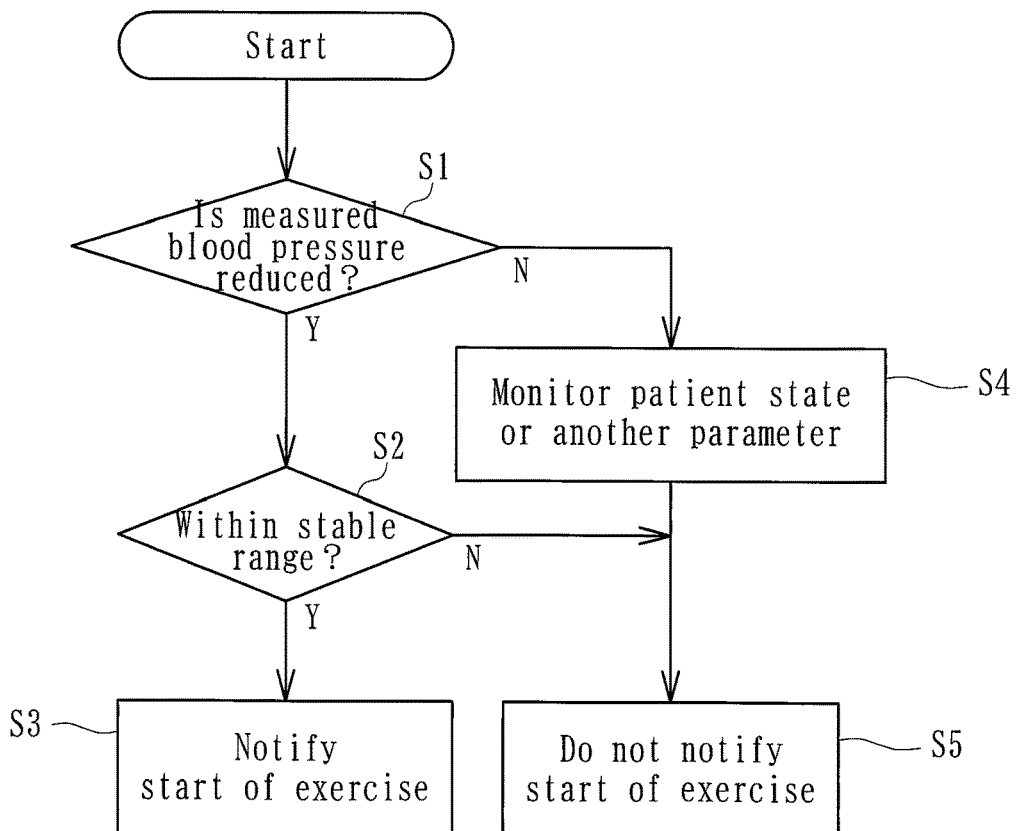 Start
S1
Is measured
blood pressure
reduced?
N
Y
Monitor patient state
or another parameter
S4
S2
Within stable
range?
N
Y
S3
Notify
start of exercise
Do not notify
start of exercise
S5